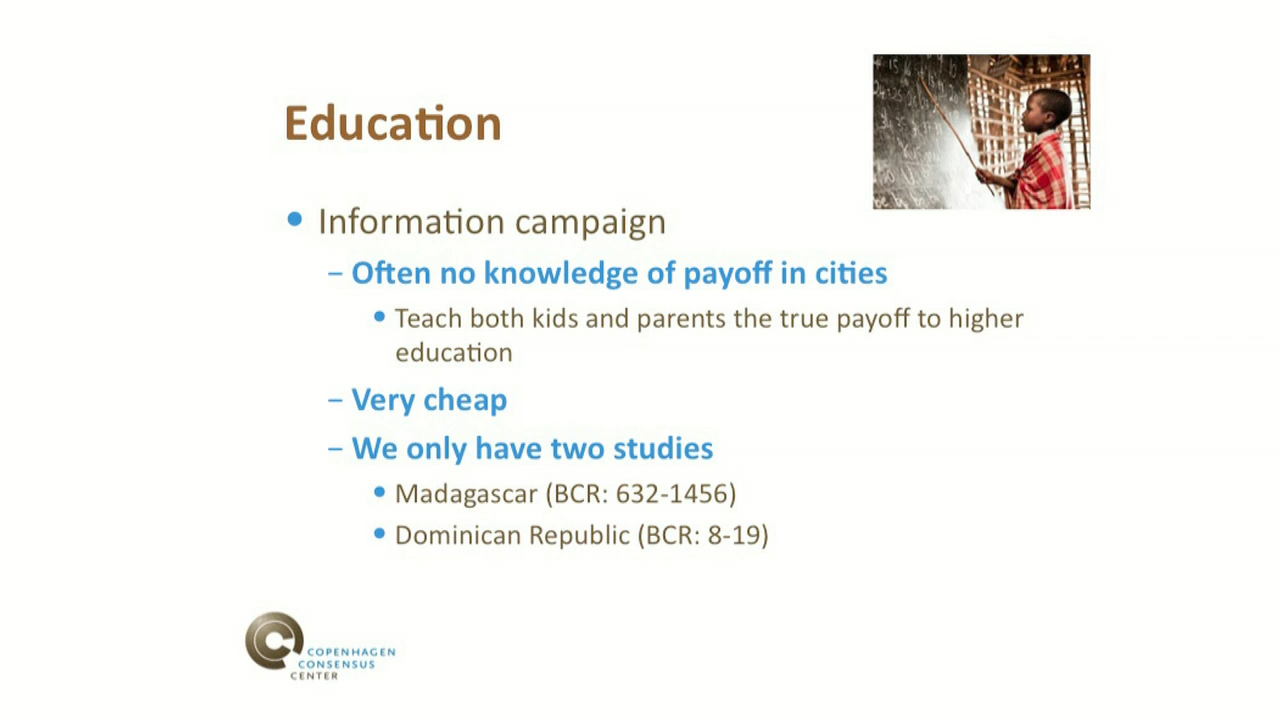 Education
• Information campaign
– Often no knowledge of payoff in cities
• Teach both kids and parents the true payoff to higher
education
– Very cheap
– We only have two studies
• Madagascar (BCR: 632-1456)
• Dominican Republic (BCR: 8-19)
COPENHAGEN
CONSENSUS
CENTER